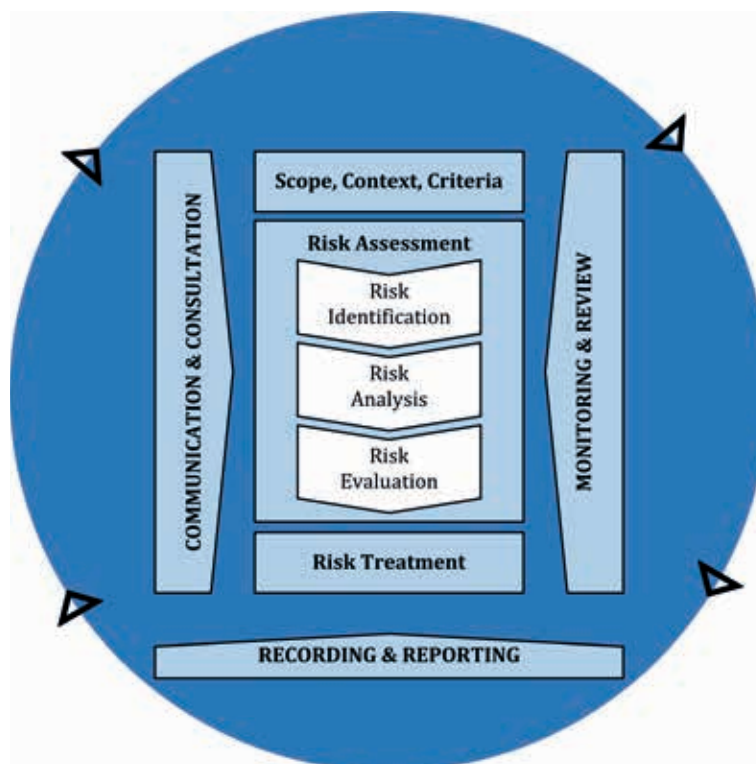 Scope, Context, Criteria
Risk Assessment
Risk
Identification
Risk
Analysis
Risk
Evaluation
Risk Treatment
COMMUNICATION & CONSULTATION
MONITORING & REVIEW
RECORDING & REPORTING